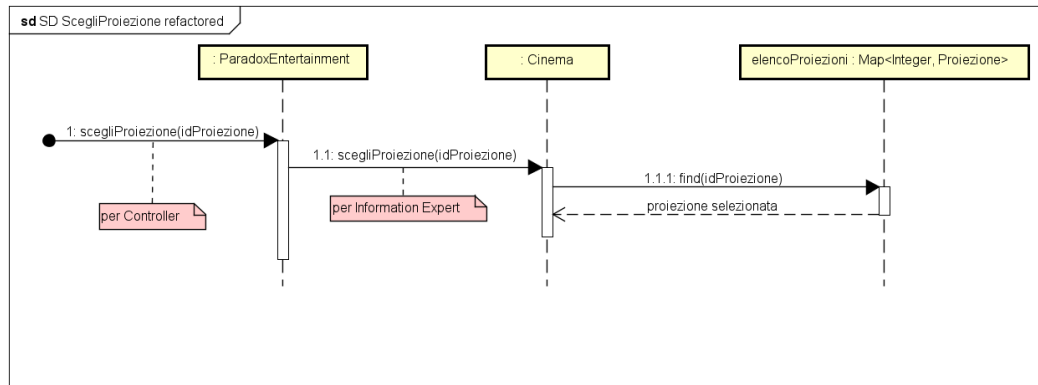 sd SD ScegliProiezione refactored
: ParadoxEntertainment
: Cinema
elencoProiezioni : Map<Integer, Proiezione>
1: scegliProiezione(idProiezione)
1.1: scegliProiezione(idProiezione)
1.1.1: find(idProiezione)
proiezione selezionata
per Controller
per Information Expert